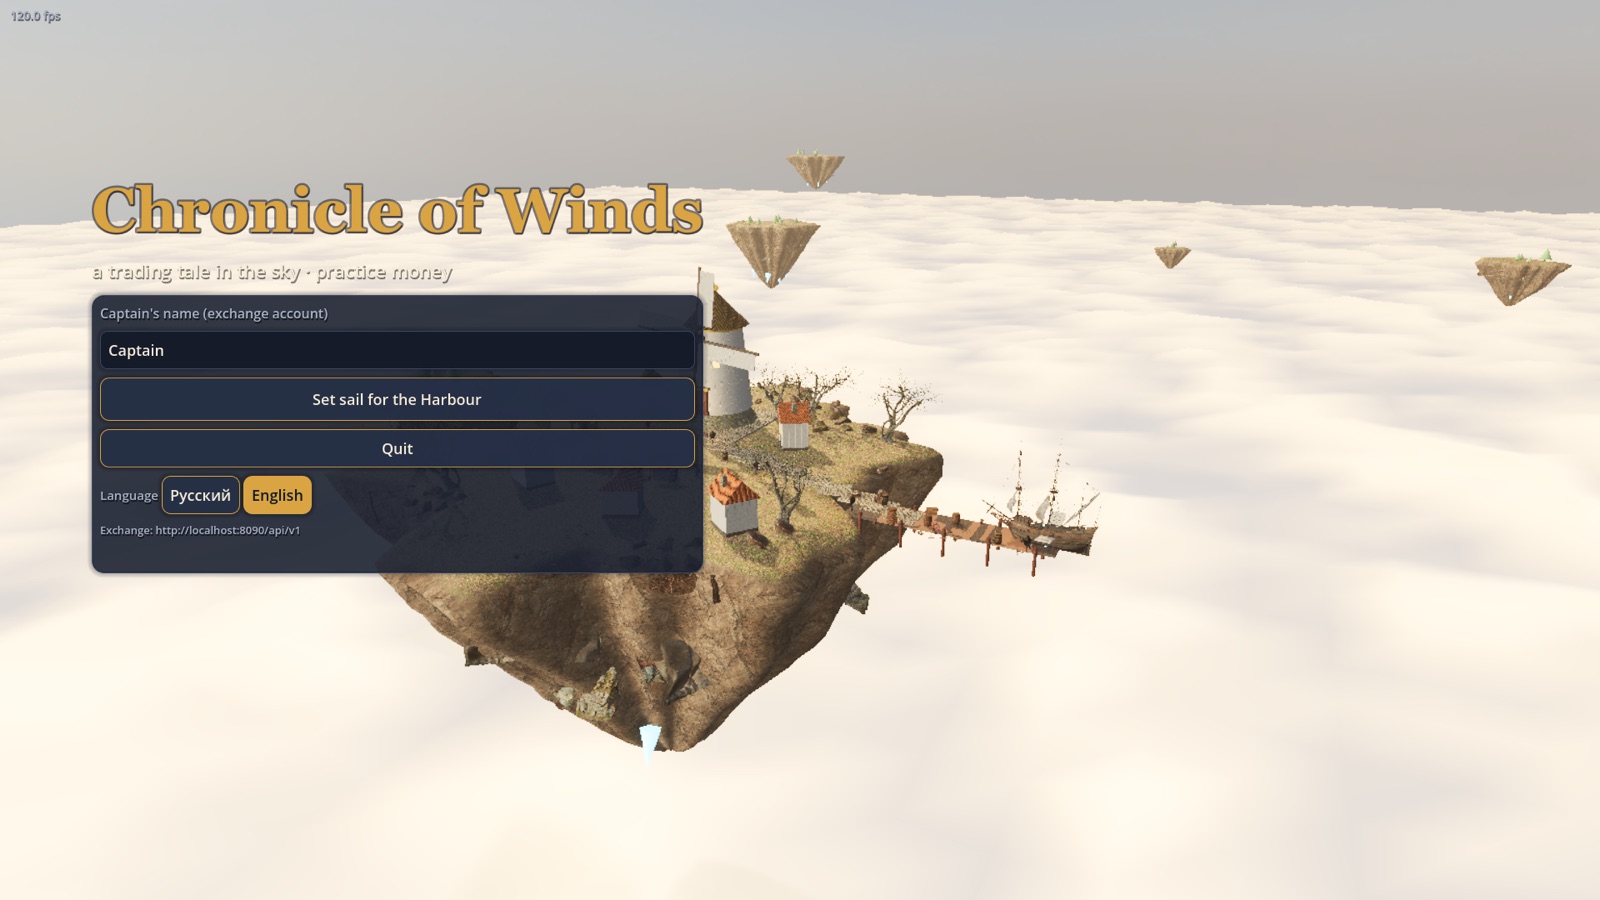 120.0 fps
Chronicle of Winds
a trading tale in the sky · practice money
Captain's name (exchange account)
Captain
Set sail for the Harbour
Quit
Language Русский English
Exchange: http://localhost:8090/api/v1